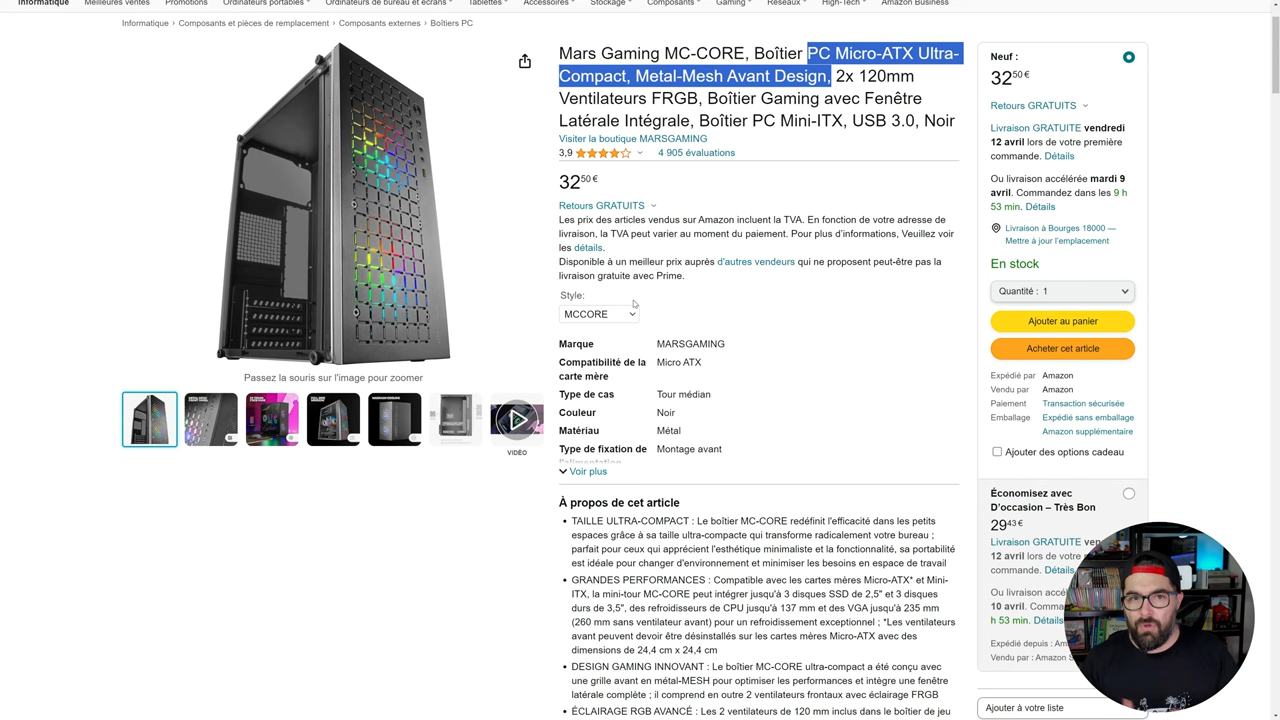 Informatique Meilleures ventes Promotions Ordinateurs portables Ordinateurs de bureau et écrans Tablettes Accessoires Stockage Composants Gaming Réseaux High-Tech Amazon Business
Informatique › Composants et pièces de remplacement › Composants externes › Boîtiers PC
Mars Gaming MC-CORE, Boîtier PC Micro-ATX Ultra-
Compact, Metal-Mesh Avant Design, 2x 120mm
Ventilateurs FRGB, Boîtier Gaming avec Fenêtre
Latérale Intégrale, Boîtier PC Mini-ITX, USB 3.0, Noir
Visiter la boutique MARSGAMING
3,9 4 905 évaluations
32,50 €
Retours GRATUITS
Les prix des articles vendus sur Amazon incluent la TVA. En fonction de votre adresse de
livraison, la TVA peut varier au moment du paiement. Pour plus d'informations, Veuillez voir
les détails.
Disponible à un meilleur prix auprès d'autres vendeurs qui ne proposent peut-être pas la
livraison gratuite avec Prime.
Style:
MCCORE
Marque MARSGAMING
Compatibilité de la Micro ATX
carte mère
Type de cas Tour médian
Couleur Noir
Matériau Métal
Type de fixation de Montage avant
l'alimentation
Voir plus
À propos de cet article
• TAILLE ULTRA-COMPACT : Le boîtier MC-CORE redéfinit l'efficacité dans les petits
espaces grâce à sa taille ultra-compacte qui transforme radicalement votre bureau ;
parfait pour ceux qui apprécient l'esthétique minimaliste et la fonctionnalité, sa portabilité
est idéale pour changer d'environnement et minimiser les besoins en espace de travail
• GRANDES PERFORMANCES : Compatible avec les cartes mères Micro-ATX* et Mini-
ITX, la mini-tour MC-CORE peut intégrer jusqu'à 3 disques SSD de 2,5" et 3 disques
durs de 3,5", des refroidisseurs de CPU jusqu'à 137 mm et des VGA jusqu'à 235 mm
(260 mm sans ventilateur avant) pour un refroidissement exceptionnel ; *Les ventilateurs
avant peuvent devoir être désinstallés sur les cartes mères Micro-ATX avec des
dimensions de 24,4 cm x 24,4 cm
• DESIGN GAMING INNOVANT : Le boîtier MC-CORE ultra-compact a été conçu avec
une grille avant en métal-MESH pour optimiser les performances et intègre une fenêtre
latérale complète ; il comprend en outre 2 ventilateurs frontaux avec éclairage FRGB
• ÉCLAIRAGE RGB AVANCÉ : Les 2 ventilateurs de 120 mm inclus dans le boîtier de jeu
Passez la souris sur l'image pour zoomer
VIDÉO
Neuf :
32,50 €
Retours GRATUITS
Livraison GRATUITE vendredi
12 avril lors de votre première
commande. Détails
Ou livraison accélérée mardi 9
avril. Commandez dans les 9 h
53 min. Détails
Livraison à Bourges 18000 —
Mettre à jour l'emplacement
En stock
Quantité : 1
Ajouter au panier
Acheter cet article
Expédié par Amazon
Vendu par Amazon
Paiement Transaction sécurisée
Emballage Expédié sans emballage
Amazon supplémentaire
Ajouter des options cadeau
Économisez avec
D'occasion – Très Bon
29,43 €
Livraison GRATUITE ven
12 avril lors de votre p
commande. Détails
Ou livraison accéléré
10 avril. Comma
h 53 min. Détails
Expédié depuis : Am
Vendu par : Amazon S
Ajouter à votre liste